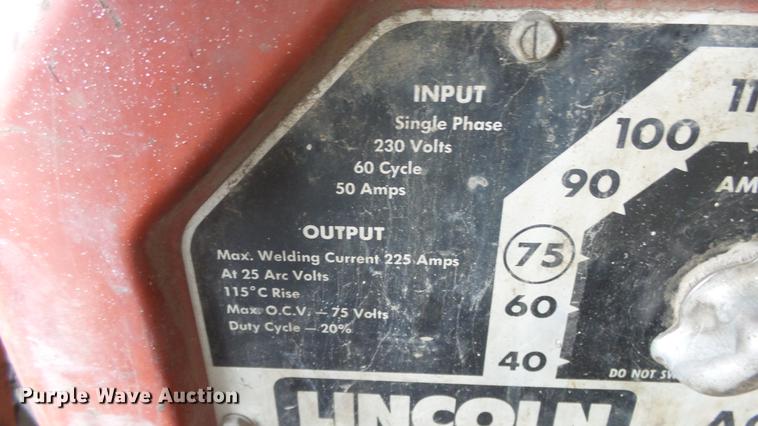 INPUT
Single Phase
230 Volts
60 Cycle
50 Amps
OUTPUT
Max. Welding Current 225 Amps
At 25 Arc Volts
115°C Rise
Max. O.C.V. — 75 Volts
Duty Cycle — 20%
100
90
75
60
40
DO NOT
LINCOLN
Purple Wave Auction